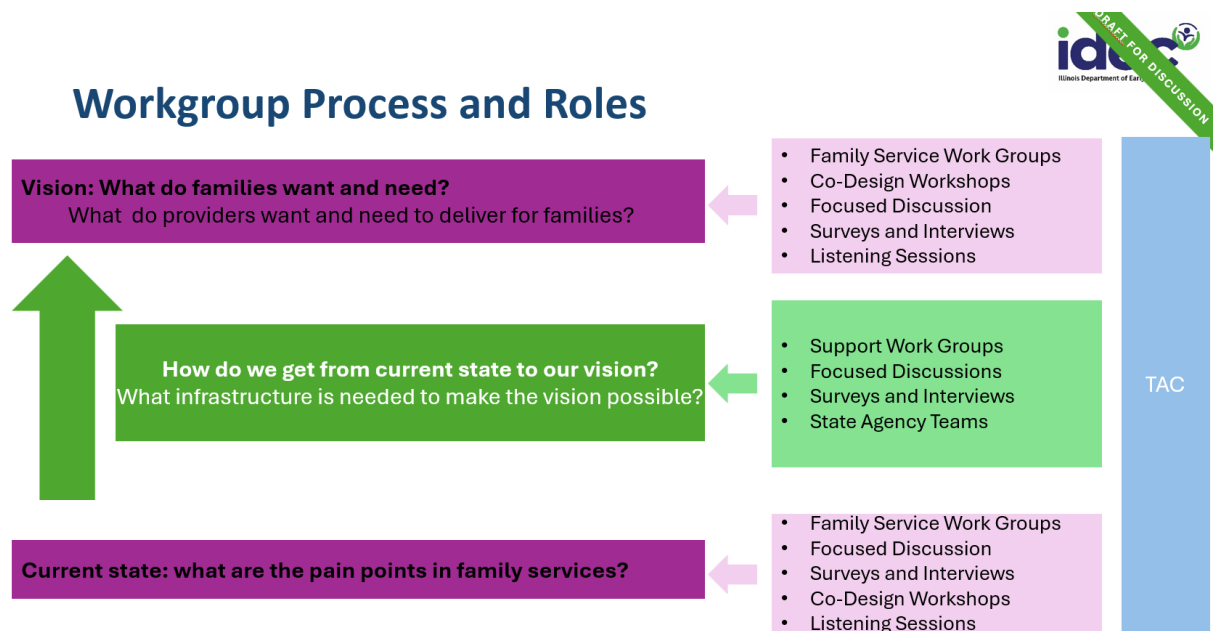 idec
Illinois Department of Early
DRAFT FOR DISCUSSION
Workgroup Process and Roles
Vision: What do families want and need?
What do providers want and need to deliver for families?
• Family Service Work Groups
• Co-Design Workshops
• Focused Discussion
• Surveys and Interviews
• Listening Sessions
How do we get from current state to our vision?
What infrastructure is needed to make the vision possible?
• Support Work Groups
• Focused Discussions
• Surveys and Interviews
• State Agency Teams
TAC
Current state: what are the pain points in family services?
• Family Service Work Groups
• Focused Discussion
• Surveys and Interviews
• Co-Design Workshops
• Listening Sessions